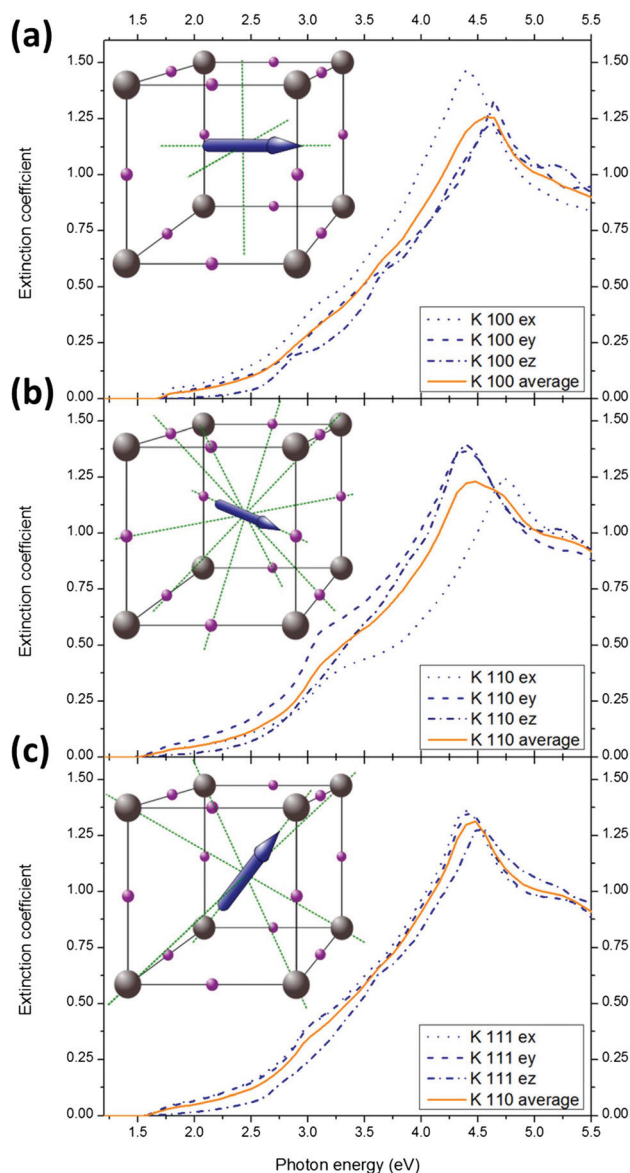 1.5 2.0 2.5 3.0 3.5 4.0 4.5 5.0 5.5
(a)
1.50
1.25
1.00
0.75
0.50
0.25
0.00
Extinction coefficient
K 100 ex
K 100 ey
K 100 ez
K 100 average
(b)
1.50
1.25
1.00
0.75
0.50
0.25
0.00
Extinction coefficient
K 110 ex
K 110 ey
K 110 ez
K 110 average
(c)
1.50
1.25
1.00
0.75
0.50
0.25
0.00
Extinction coefficient
K 111 ex
K 111 ey
K 111 ez
K 110 average
1.5 2.0 2.5 3.0 3.5 4.0 4.5 5.0 5.5
Photon energy (eV)